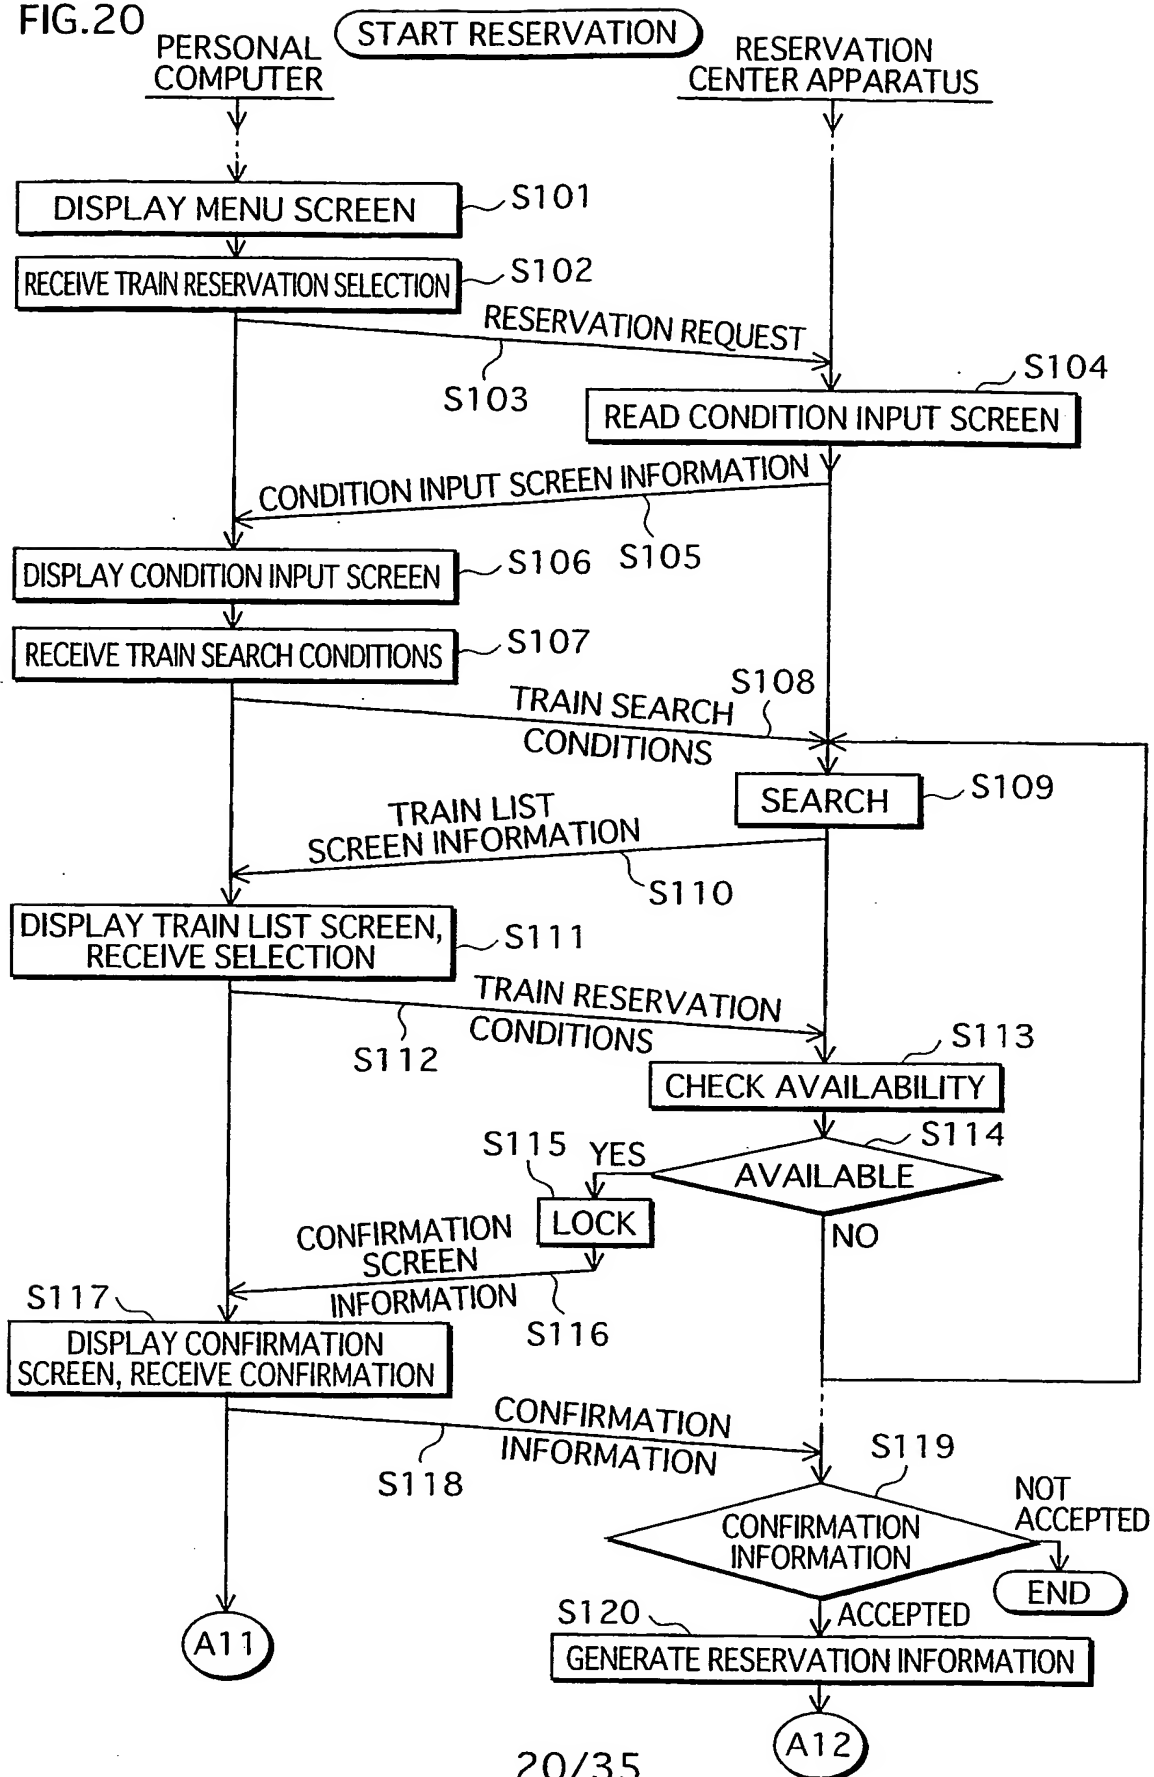 FIG.20
START RESERVATION
PERSONAL
COMPUTER
RESERVATION
CENTER APPARATUS
DISPLAY MENU SCREEN
S101
RECEIVE TRAIN RESERVATION SELECTION
S102
RESERVATION REQUEST
S103
S104
READ CONDITION INPUT SCREEN
CONDITION INPUT SCREEN INFORMATION
S105
DISPLAY CONDITION INPUT SCREEN
S106
RECEIVE TRAIN SEARCH CONDITIONS
S107
S108
TRAIN SEARCH
CONDITIONS
SEARCH
S109
TRAIN LIST
SCREEN INFORMATION
S110
DISPLAY TRAIN LIST SCREEN,
RECEIVE SELECTION
S111
TRAIN RESERVATION
CONDITIONS
S112
S113
CHECK AVAILABILITY
S114
AVAILABLE
S115
YES
LOCK
NO
CONFIRMATION
SCREEN
INFORMATION
S116
S117
DISPLAY CONFIRMATION
SCREEN, RECEIVE CONFIRMATION
CONFIRMATION
INFORMATION
S118
S119
CONFIRMATION
INFORMATION
NOT
ACCEPTED
END
S120
ACCEPTED
GENERATE RESERVATION INFORMATION
A11
A12
20/35